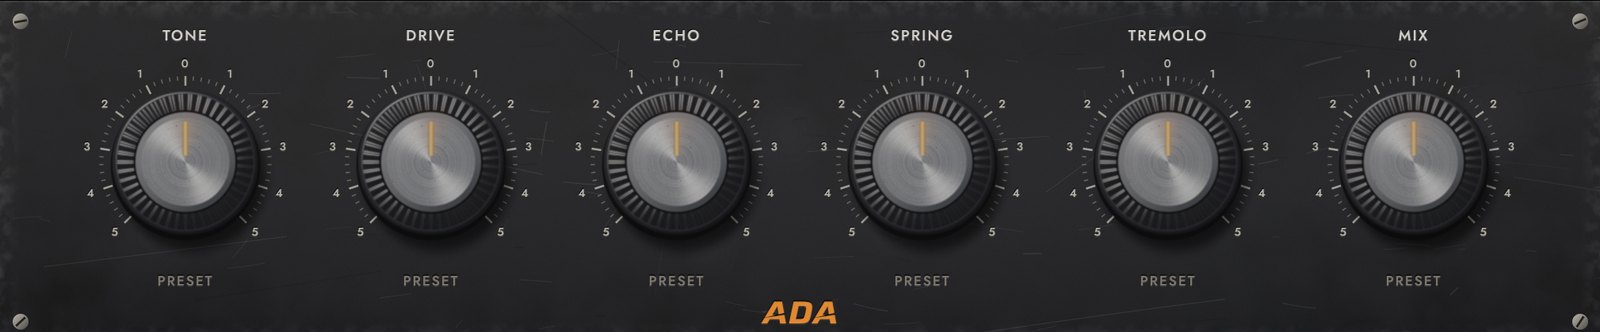 TONE DRIVE ECHO SPRING TREMOLO MIX
0 0 0 0 0 0
1 1 1 1 1 1 1 1 1 1 1 1
2 2 2 2 2 2 2 2 2 2 2 2
3 3 3 3 3 3 3 3 3 3 3 3
4 4 4 4 4 4 4 4 4 4 4 4
5 5 5 5 5 5 5 5 5 5 5 5
PRESET PRESET PRESET PRESET PRESET PRESET
ADA